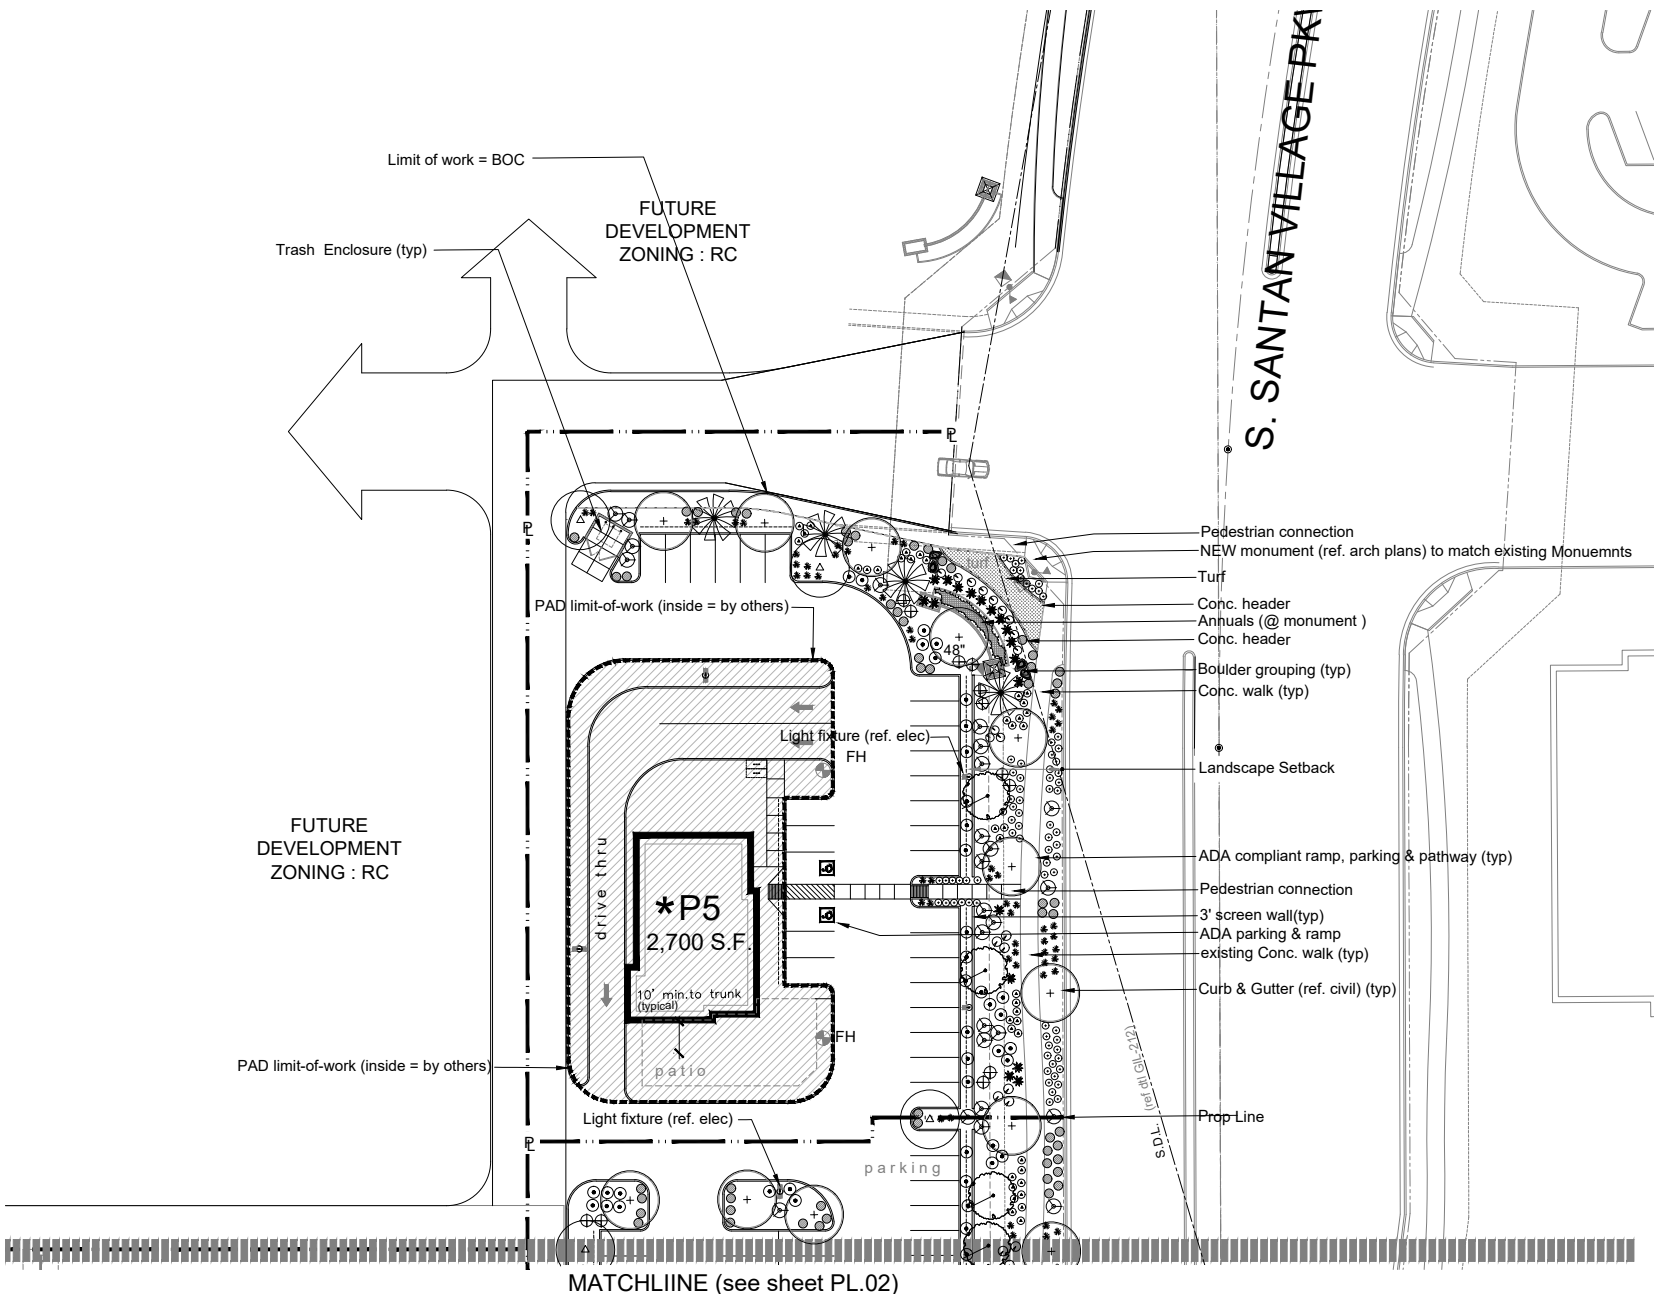 S. SANTAN VILLAGE PKW
Limit of work = BOC
FUTURE
DEVELOPMENT
ZONING : RC
Trash Enclosure (typ)
PL
PL
Pedestrian connection
NEW monument (ref. arch plans) to match existing Monuemnts
turf
Turf
PAD limit-of-work (inside = by others)
Conc. header
Annuals (@ monument )
Conc. header
48"
Boulder grouping (typ)
Conc. walk (typ)
Light fixture (ref. elec)
FH
Landscape Setback
FUTURE
DEVELOPMENT
ZONING : RC
drive thru
ADA compliant ramp, parking & pathway (typ)
Pedestrian connection
*P5
2,700 S.F.
3' screen wall(typ)
ADA parking & ramp
existing Conc. walk (typ)
10' min.to trunk
(typical)
Curb & Gutter (ref. civil) (typ)
FH
PAD limit-of-work (inside = by others)
patio
S.D.L. (ref dtl GIL-212)
Light fixture (ref. elec)
Prop Line
PL
parking
MATCHLIINE (see sheet PL.02)